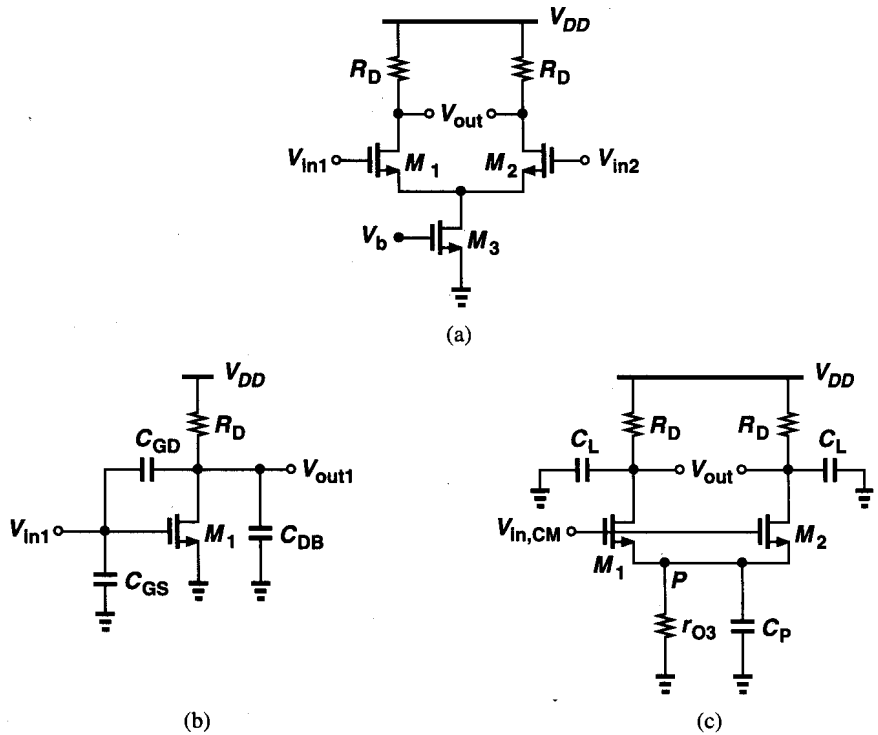 V_DD
R_D R_D
V_out
V_in1 M_1 M_2 V_in2
V_b M_3
(a)
V_DD
R_D
C_GD
V_out1
V_in1 M_1 C_DB
C_GS
(b)
V_DD
R_D R_D
C_L C_L
V_out
V_in,CM M_1 M_2
P
r_O3 C_P
(c)